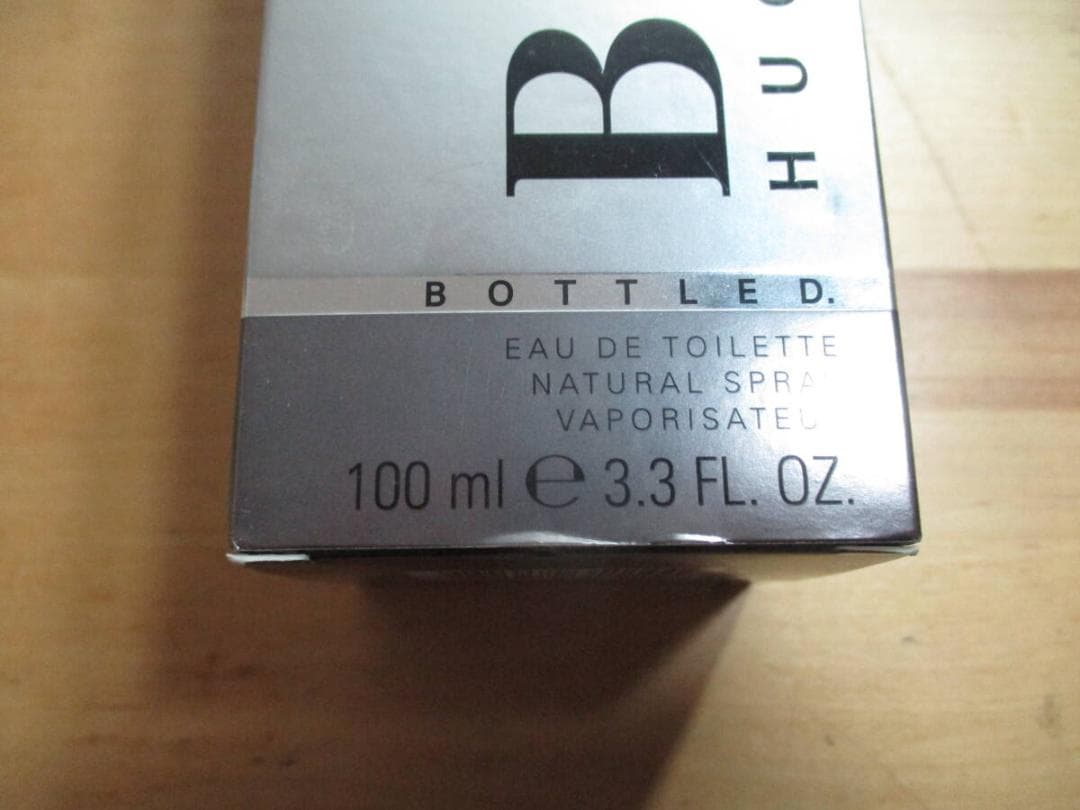 B
HU
BOTTLED.
EAU DE TOILETTE
NATURAL SPRA
VAPORISATEU
100 ml e 3.3 FL. OZ.